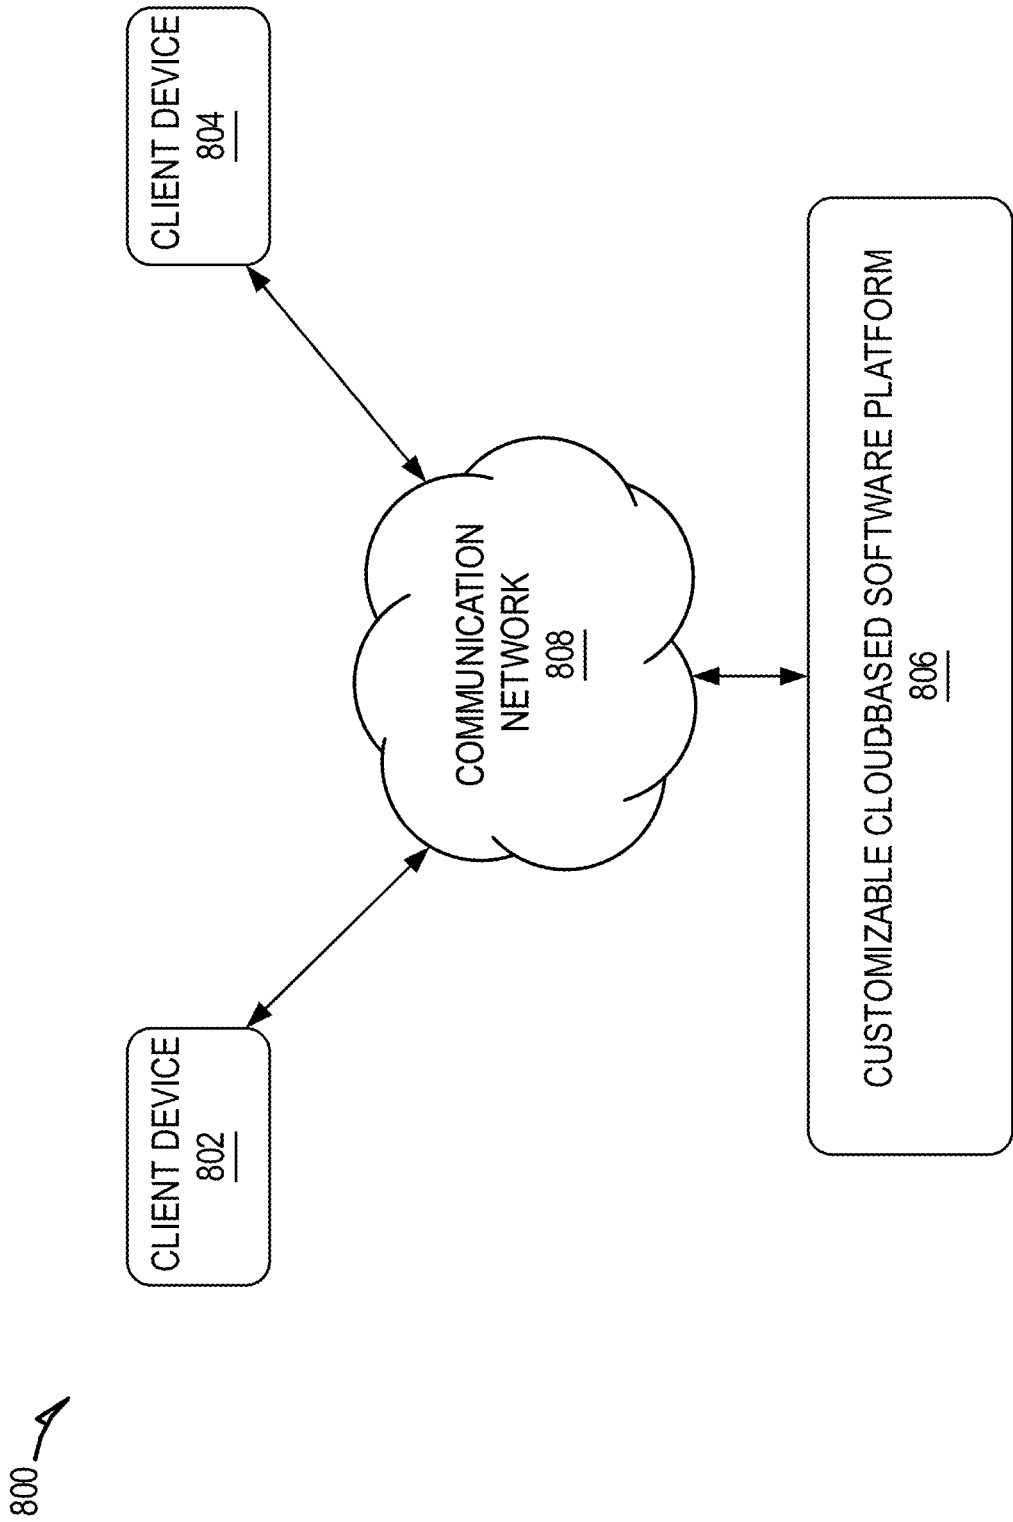 800
CLIENT DEVICE
802
CLIENT DEVICE
804
COMMUNICATION
NETWORK
808
CUSTOMIZABLE CLOUD-BASED SOFTWARE PLATFORM
806